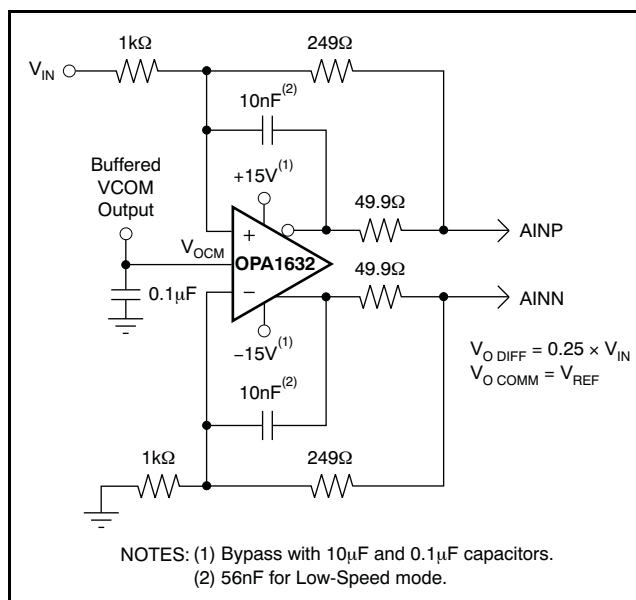 1kΩ
249Ω
V_IN
10nF(2)
Buffered
VCOM
Output
+15V(1)
49.9Ω
AINP
V_OCM
+
OPA1632
−
49.9Ω
AINN
0.1μF
−15V(1)
V_O DIFF = 0.25 × V_IN
V_O COMM = V_REF
10nF(2)
1kΩ
249Ω
NOTES: (1) Bypass with 10μF and 0.1μF capacitors.
(2) 56nF for Low-Speed mode.